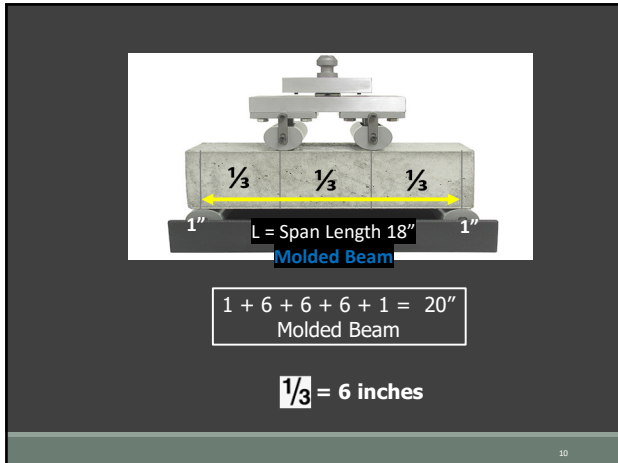 ⅓ ⅓ ⅓
1” 1”
L = Span Length 18”
Molded Beam
1 + 6 + 6 + 6 + 1 = 20”
Molded Beam
1/3 = 6 inches
10